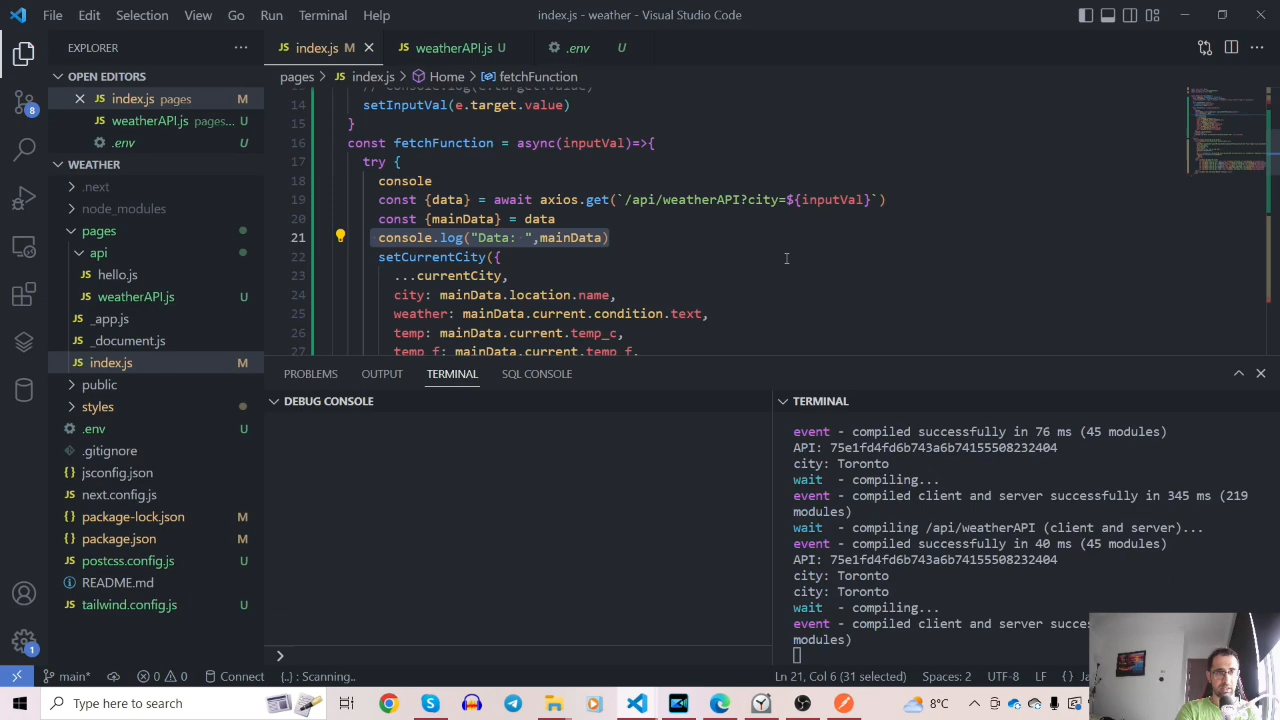 File Edit Selection View Go Run Terminal Help
index.js - weather - Visual Studio Code
EXPLORER
OPEN EDITORS
index.js pages M
weatherAPI.js pages... U
.env U
WEATHER
.next
node_modules
pages
api
hello.js
weatherAPI.js U
_app.js
_document.js
index.js M
public
styles
.env U
.gitignore
jsconfig.json
next.config.js
package-lock.json M
package.json M
postcss.config.js U
README.md
tailwind.config.js U
index.js M weatherAPI.js U .env U
pages > index.js > Home > fetchFunction
14 setInputVal(e.target.value)
15 }
16 const fetchFunction = async(inputVal)=>{
17 try {
18 console
19 const {data} = await axios.get(`/api/weatherAPI?city=${inputVal}`)
20 const {mainData} = data
21 console.log("Data: ",mainData)
22 setCurrentCity({
23 ...currentCity,
24 city: mainData.location.name,
25 weather: mainData.current.condition.text,
26 temp: mainData.current.temp_c,
27 temp_f: mainData.current.temp_f,
PROBLEMS OUTPUT TERMINAL SQL CONSOLE
DEBUG CONSOLE
TERMINAL
event - compiled successfully in 76 ms (45 modules)
API: 75e1fd4fd6b743a6b74155508232404
city: Toronto
wait - compiling...
event - compiled client and server successfully in 345 ms (219
modules)
wait - compiling /api/weatherAPI (client and server)...
event - compiled successfully in 40 ms (45 modules)
API: 75e1fd4fd6b743a6b74155508232404
city: Toronto
city: Toronto
wait - compiling...
event - compiled client and server
modules)
main* 0 0 Connect {..} : Scanning..
Ln 21, Col 6 (31 selected) Spaces: 2 UTF-8 LF
Type here to search
8°C
8
1